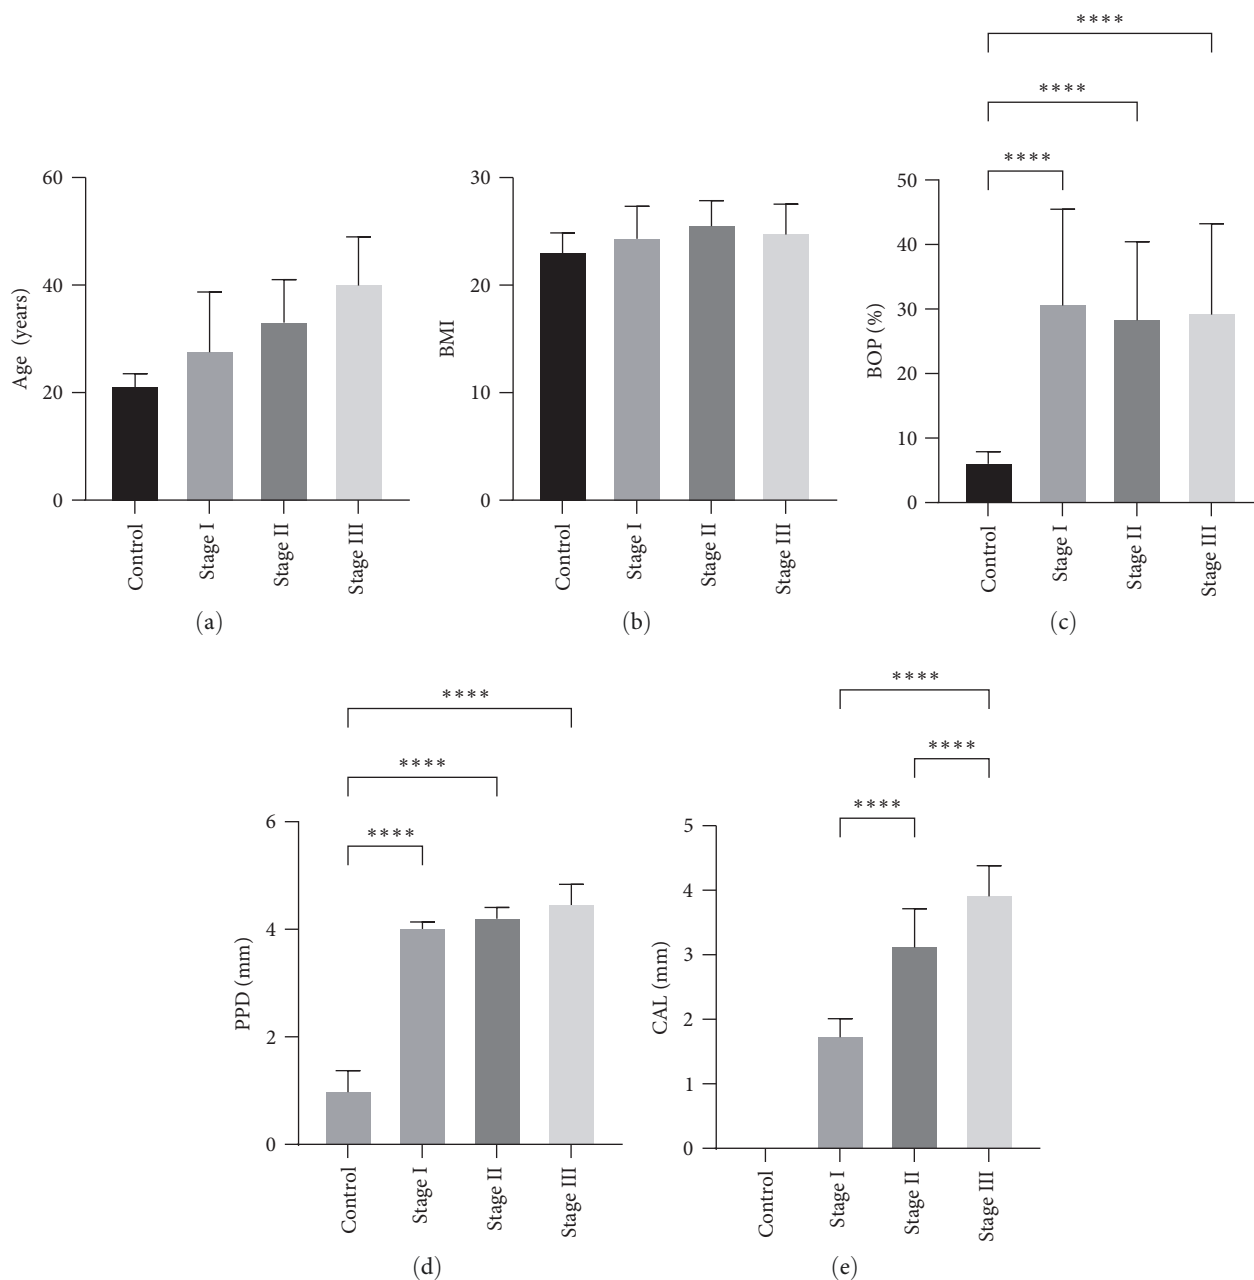 60
40
20
0
Age (years)
Control
Stage I
Stage II
Stage III
(a)
30
20
10
0
BMI
Control
Stage I
Stage II
Stage III
(b)
****
****
****
50
40
30
20
10
0
BOP (%)
Control
Stage I
Stage II
Stage III
(c)
****
****
****
6
4
2
0
PPD (mm)
Control
Stage I
Stage II
Stage III
(d)
****
****
****
5
4
3
2
1
0
CAL (mm)
Control
Stage I
Stage II
Stage III
(e)